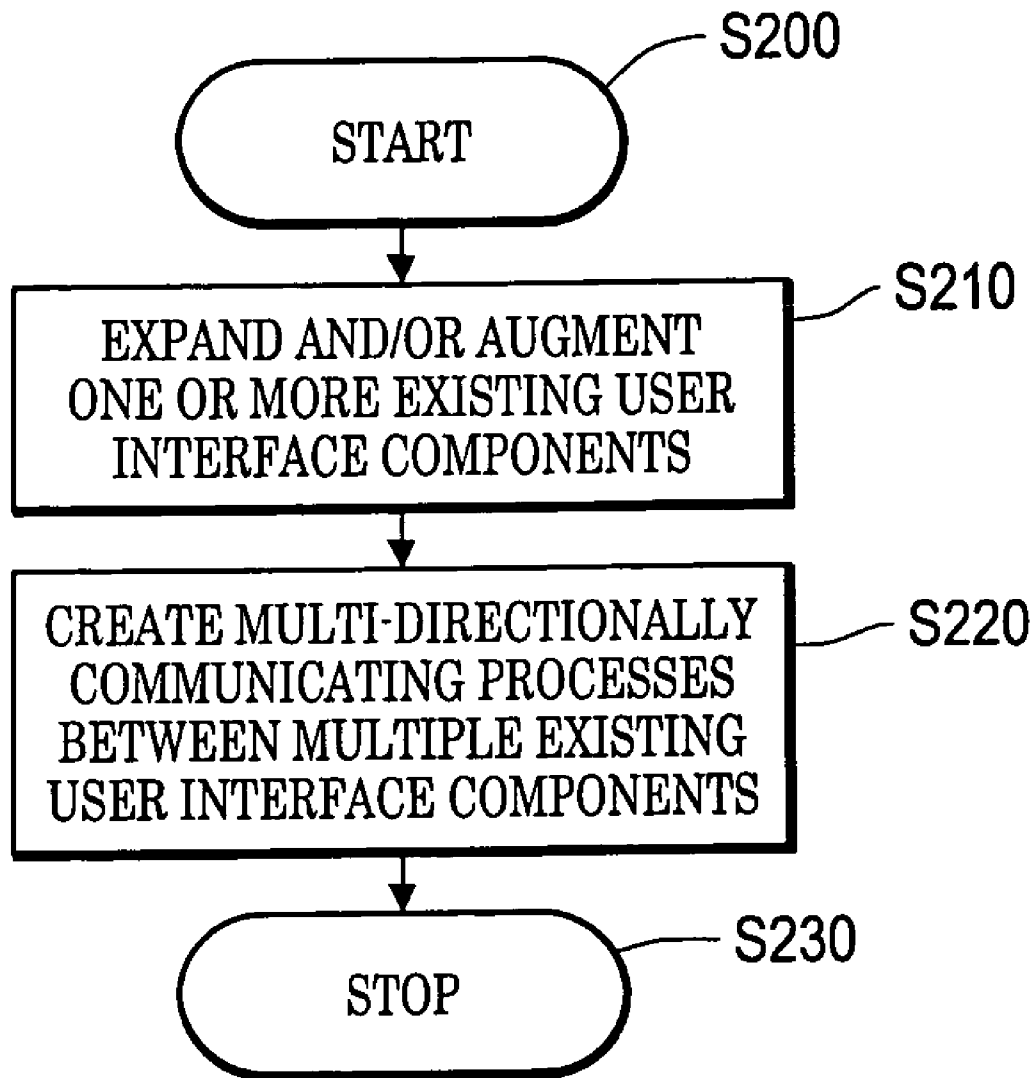 S200
START
S210
EXPAND AND/OR AUGMENT
ONE OR MORE EXISTING USER
INTERFACE COMPONENTS
S220
CREATE MULTI-DIRECTIONALLY
COMMUNICATING PROCESSES
BETWEEN MULTIPLE EXISTING
USER INTERFACE COMPONENTS
S230
STOP